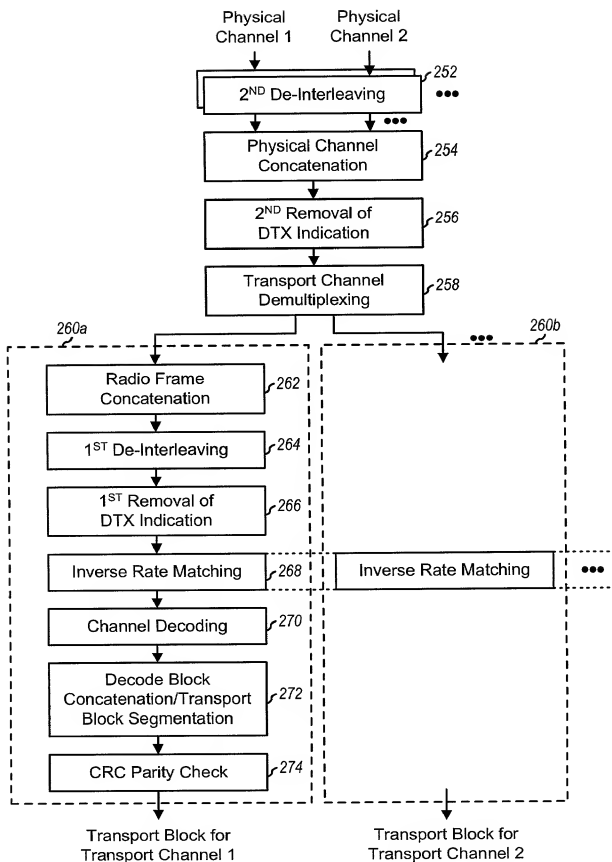 Physical Channel 1
Physical Channel 2
252
2ND De-Interleaving
Physical Channel
Concatenation
254
2ND Removal of
DTX Indication
256
Transport Channel
Demultiplexing
258
260a
260b
Radio Frame
Concatenation
262
1ST De-Interleaving
264
1ST Removal of
DTX Indication
266
Inverse Rate Matching
268
Inverse Rate Matching
Channel Decoding
270
Decode Block
Concatenation/Transport
Block Segmentation
272
CRC Parity Check
274
Transport Block for
Transport Channel 1
Transport Block for
Transport Channel 2